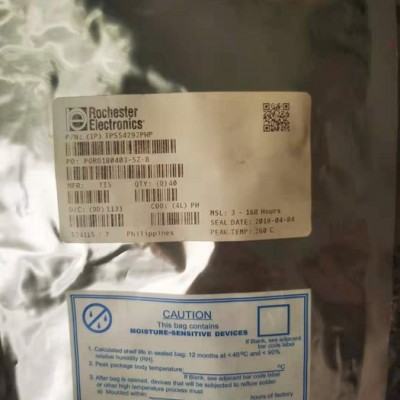 Rochester
Electronics
P/N: (1P) TPS54292PWP
PO: PORO180403-52-B
MFR: TIS QTY: (Q)40
D/C: (9D) 1131 COO: (4L) PH
Philippines
MSL: 3 - 168 Hours
SEAL DATE: 2018-04-04
PEAK TEMP: 260 C
CAUTION
This bag contains
MOISTURE-SENSITIVE DEVICES
If Blank, see adjacent
bar code label
1. Calculated shelf life in sealed bag: 12 months at <40°C and < 90%
relative humidity (RH).
2. Peak package body temperature:
If Blank, see adjacent bar code label
3. After bag is opened, devices that will be subjected to reflow solder
or other high temperature process must be
a) Mounted within: hours of factory